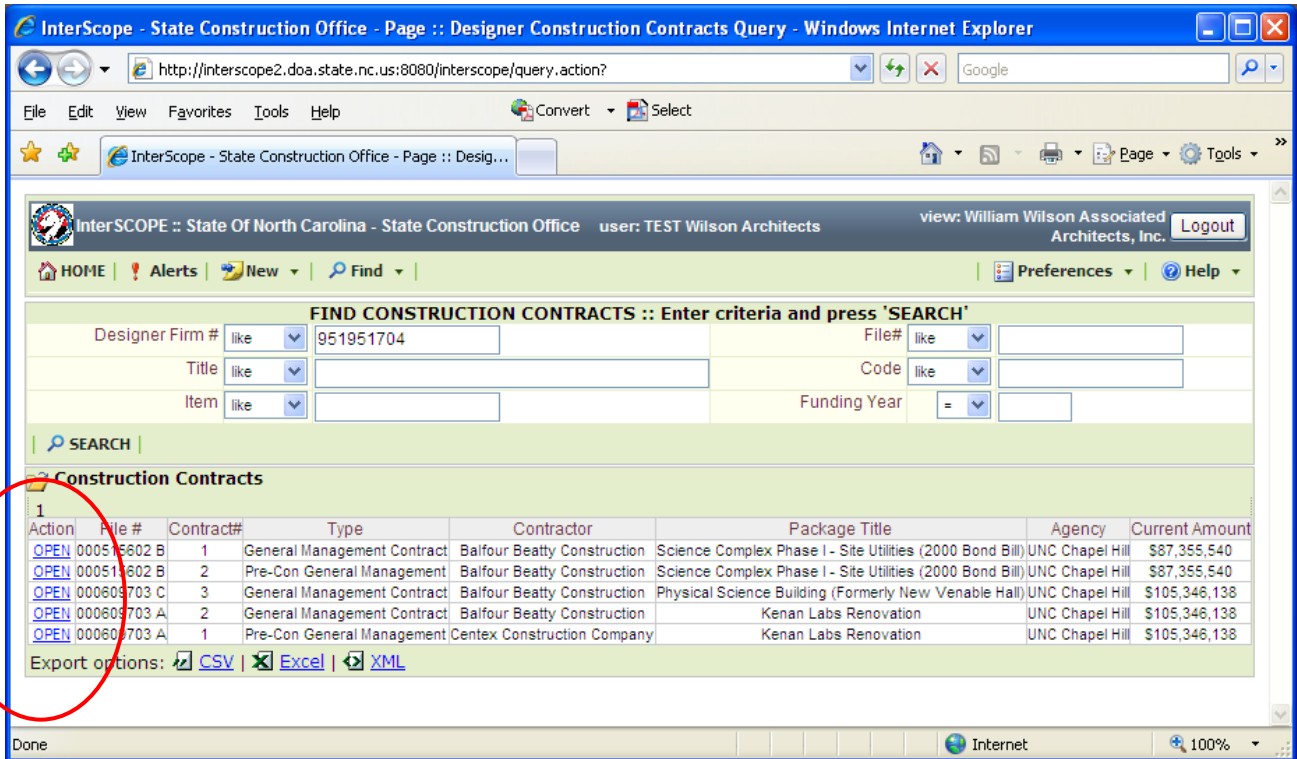 InterScope - State Construction Office - Page :: Designer Construction Contracts Query - Windows Internet Explorer
http://interscope2.doa.state.nc.us:8080/interscope/query.action? Google
File Edit View Favorites Tools Help Convert Select
InterScope - State Construction Office - Page :: Desig... Page Tools »
InterSCOPE :: State Of North Carolina - State Construction Office user: TEST Wilson Architects view: William Wilson Associated Architects, Inc. Logout
HOME | Alerts | New | Find | | Preferences | Help
FIND CONSTRUCTION CONTRACTS :: Enter criteria and press 'SEARCH'
Designer Firm # like 951951704 File# like
Title like Code like
Item like Funding Year =
| SEARCH |
Construction Contracts
1
Action File # Contract# Type Contractor Package Title Agency Current Amount
OPEN 000515602 B 1 General Management Contract Balfour Beatty Construction Science Complex Phase I - Site Utilities (2000 Bond Bill) UNC Chapel Hill $87,355,540
OPEN 000515602 B 2 Pre-Con General Management Balfour Beatty Construction Science Complex Phase I - Site Utilities (2000 Bond Bill) UNC Chapel Hill $87,355,540
OPEN 000609703 C 3 General Management Contract Balfour Beatty Construction Physical Science Building (Formerly New Venable Hall) UNC Chapel Hill $105,346,138
OPEN 000609703 A 2 General Management Contract Balfour Beatty Construction Kenan Labs Renovation UNC Chapel Hill $105,346,138
OPEN 000609703 A 1 Pre-Con General Management Centex Construction Company Kenan Labs Renovation UNC Chapel Hill $105,346,138
Export options: CSV | Excel | XML
Done Internet 100%